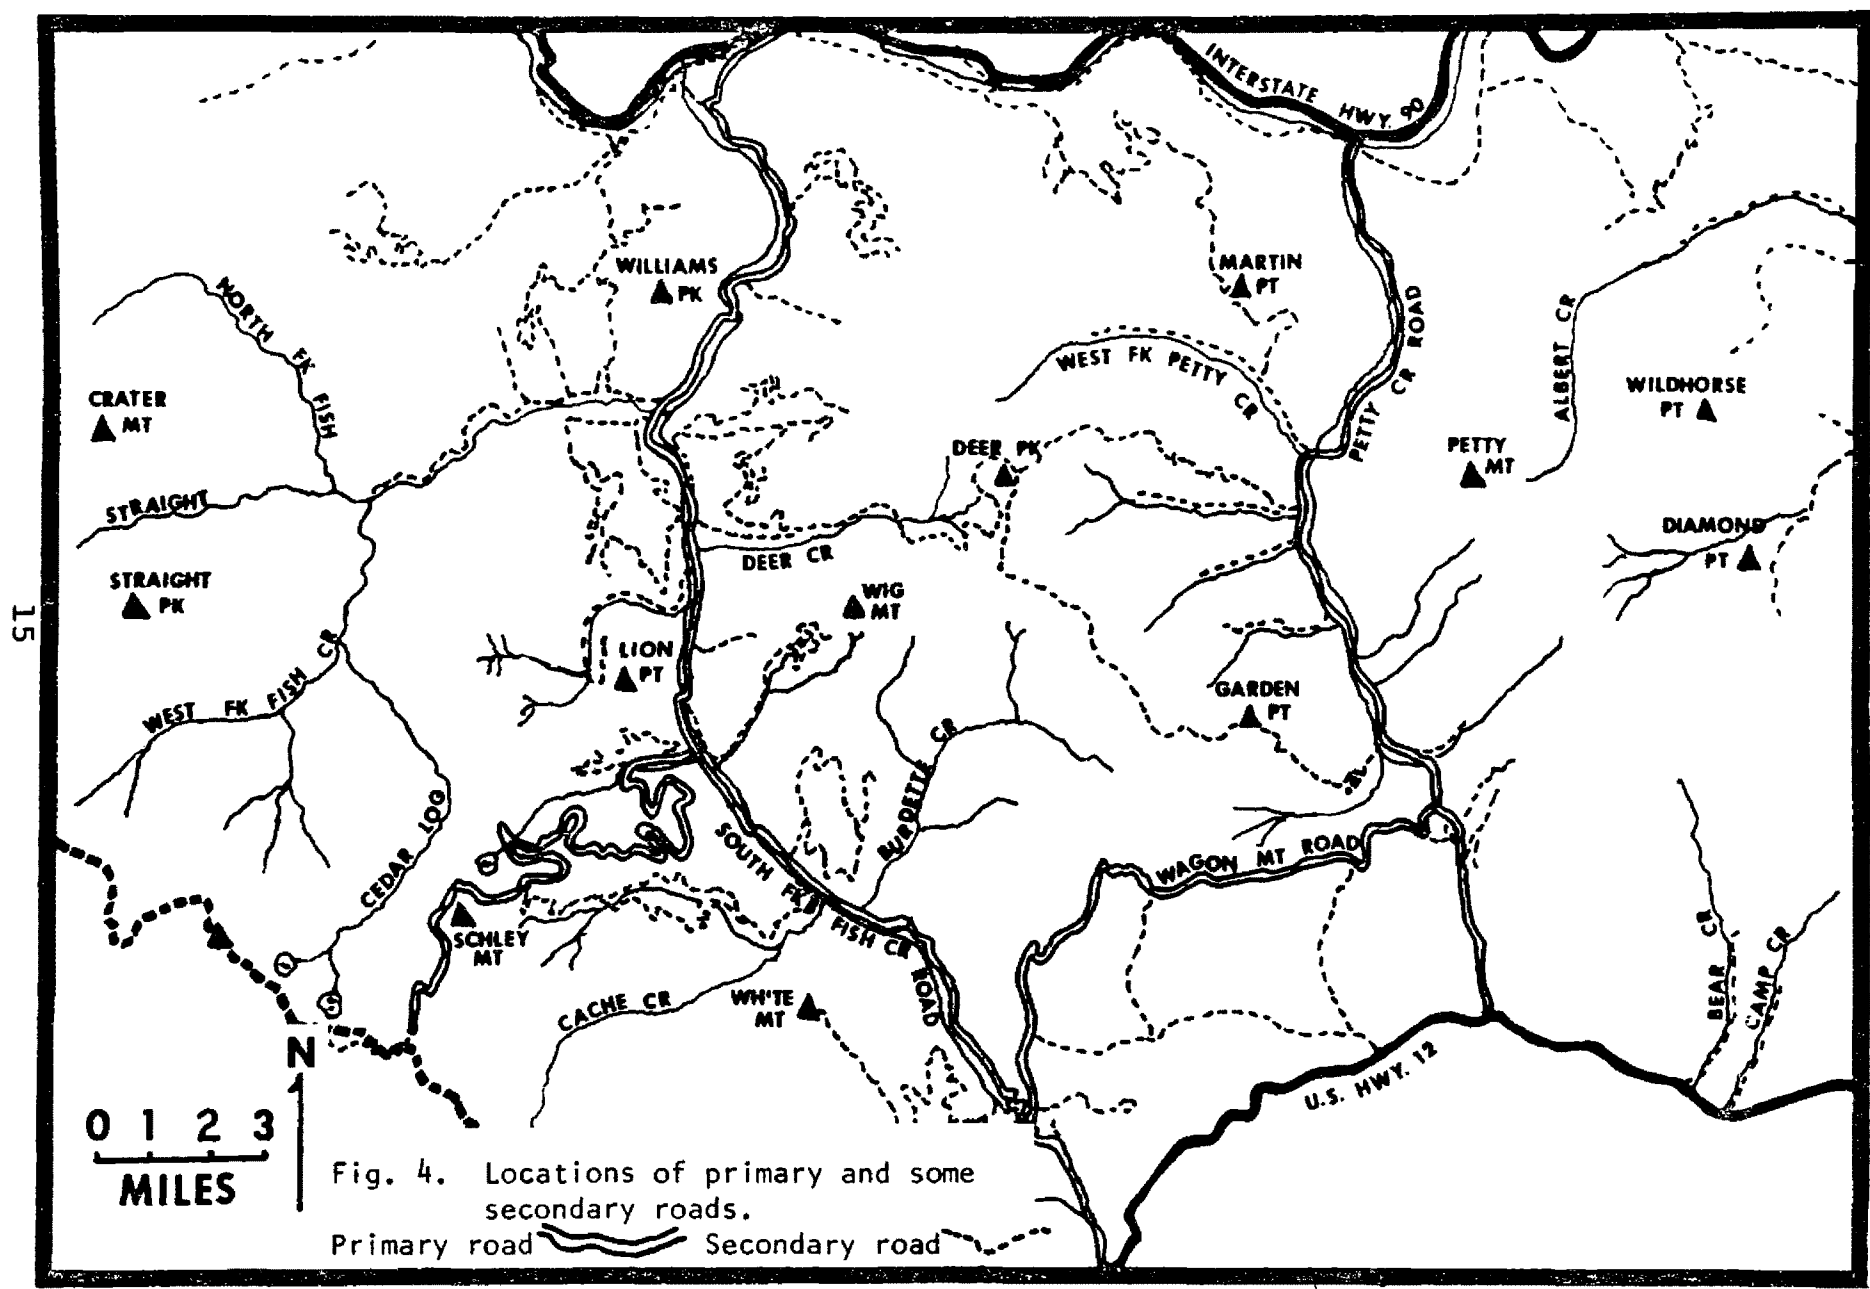 INTERSTATE HWY. 90
WILLIAMS
PK
MARTIN
PT
NORTH FK FISH
CRATER
MT
WEST FK PETTY CR
PETTY CR ROAD
ALBERT CR
WILDHORSE
PT
DEER PK
PETTY
MT
STRAIGHT
DIAMOND
PT
DEER CR
STRAIGHT
PK
WIG
MT
15
LION
PT
WEST FK FISH CR
GARDEN
PT
BURDETTE CR
CEDAR LOG
SOUTH FK FISH CR ROAD
WAGON MT ROAD
SCHLEY
MT
BEAR CR
CAMP CR
CACHE CR
WHITE
MT
N
U.S. HWY. 12
0 1 2 3
MILES
Fig. 4. Locations of primary and some
secondary roads.
Primary road Secondary road